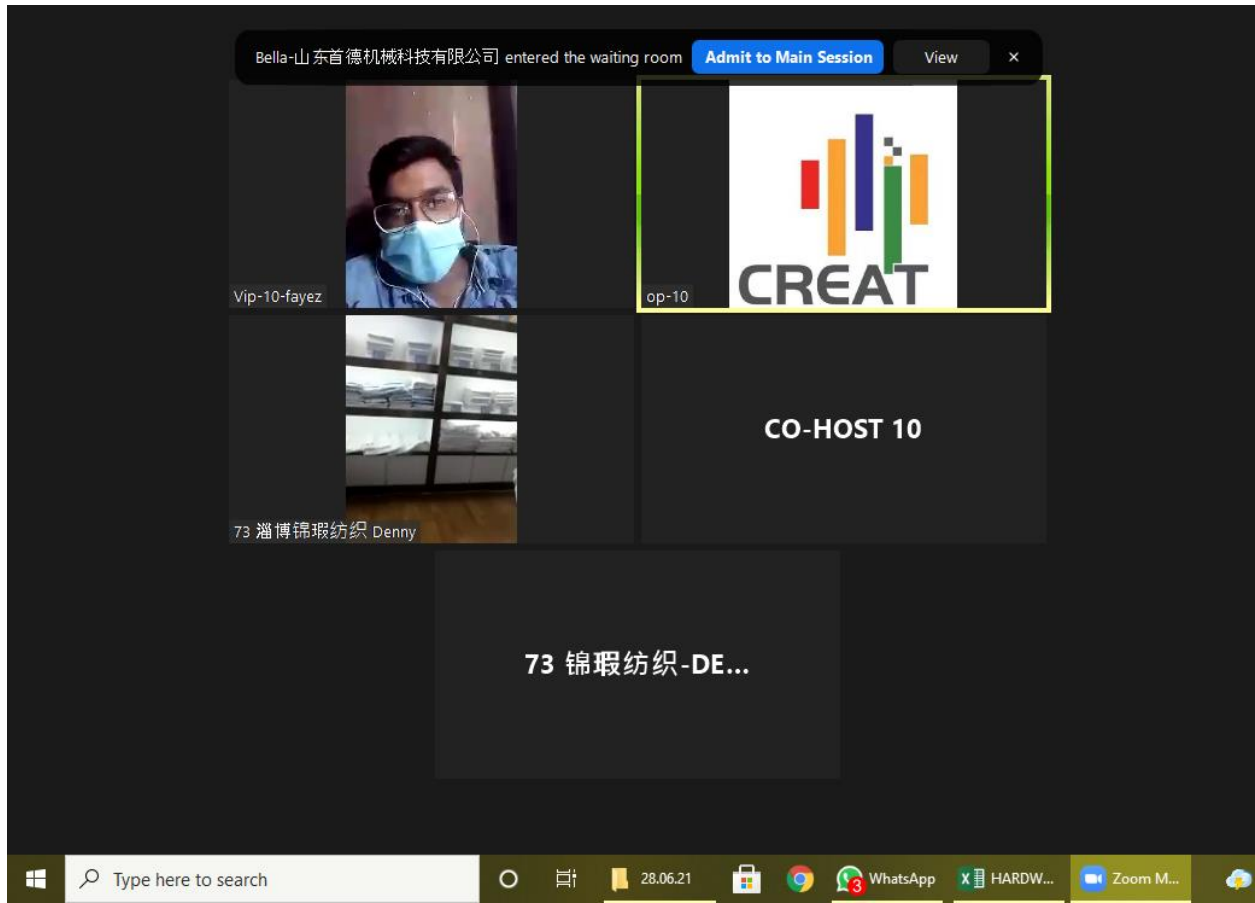 Bella-山东首德机械科技有限公司 entered the waiting room Admit to Main Session View ×
Vip-10-fayez
op-10
CREAT
73 淄博锦瑕纺织 Denny
CO-HOST 10
73 锦瑕纺织-DE...
Type here to search 28.06.21 3 WhatsApp HARDW... Zoom M...